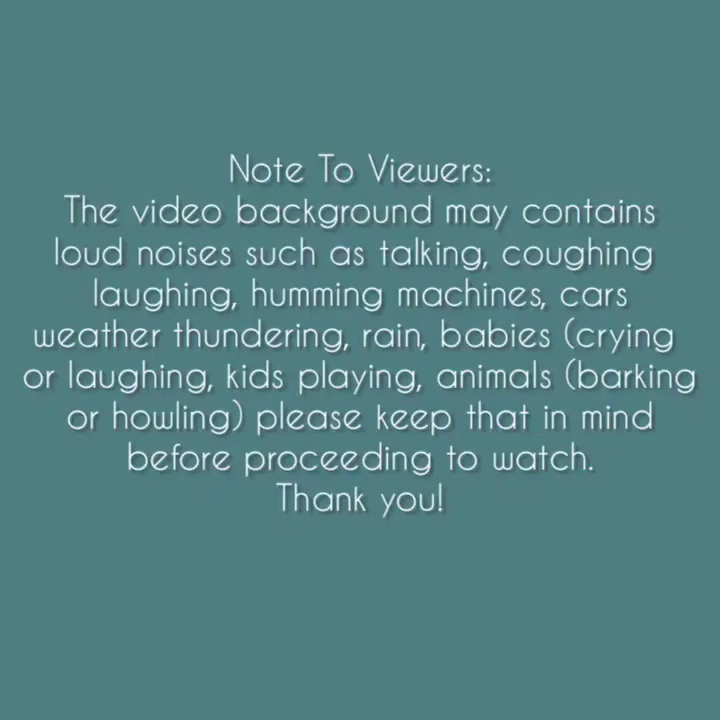 Note To Viewers:
The video background may contains
loud noises such as talking, coughing
laughing, humming machines, cars
weather thundering, rain, babies (crying
or laughing, kids playing, animals (barking
or howling) please keep that in mind
before proceeding to watch.
Thank you!